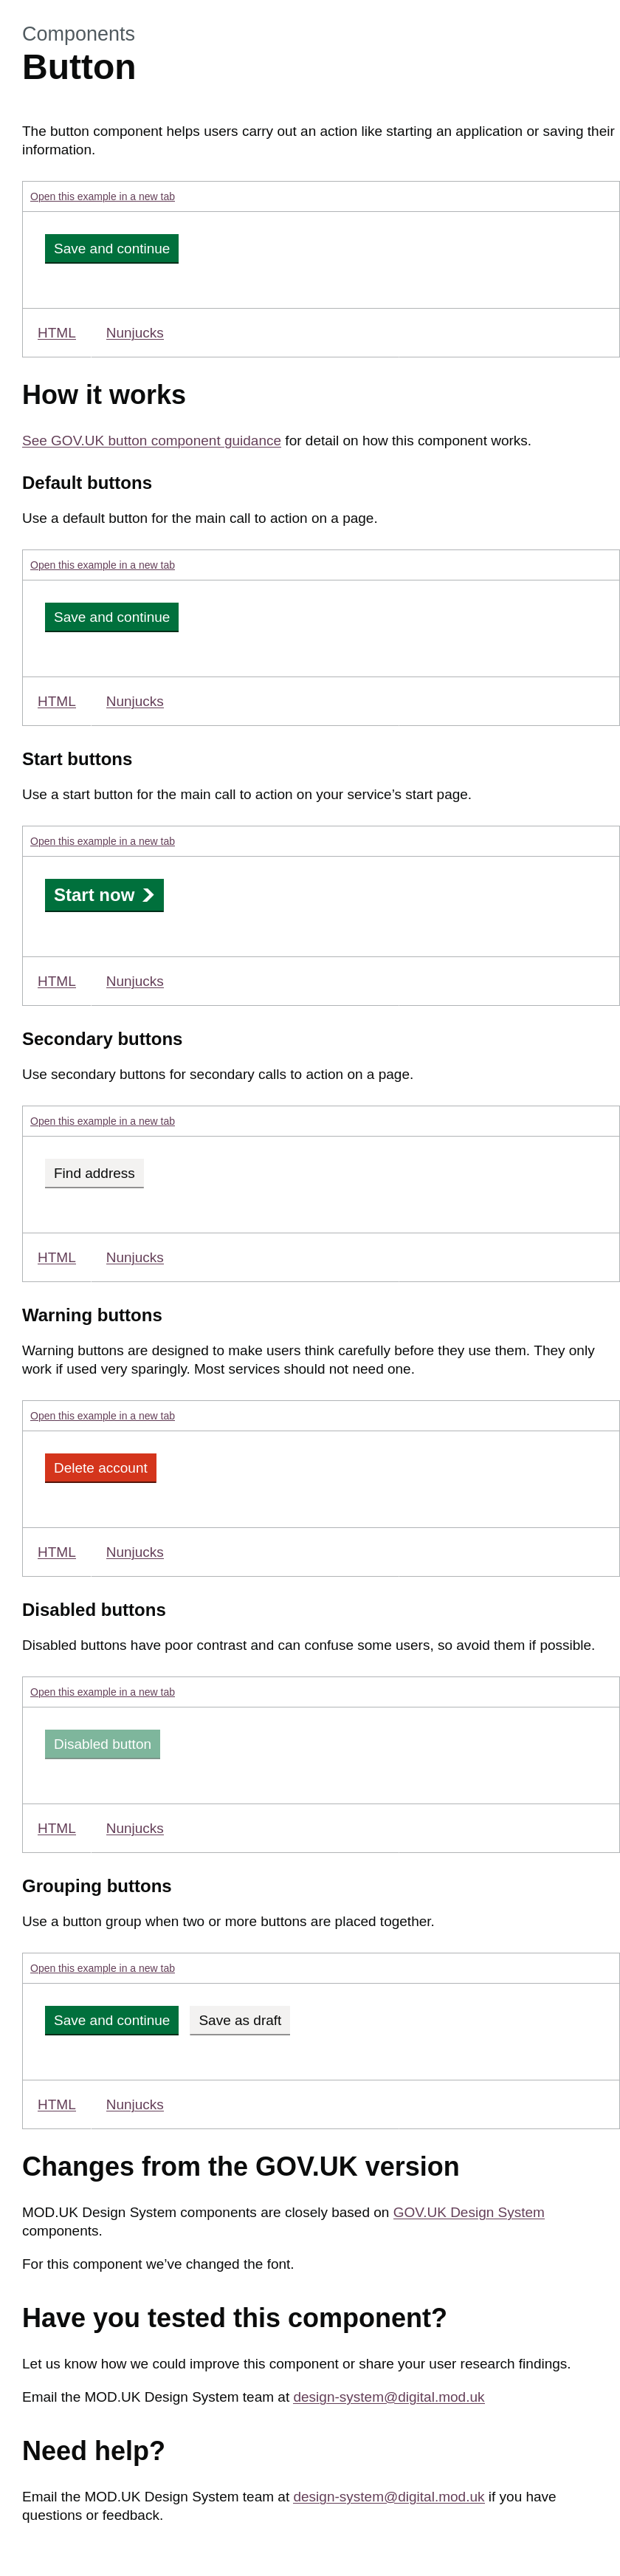 Components
Button
The button component helps users carry out an action like starting an application or saving their
information.
Open this example in a new tab
Save and continue
HTML Nunjucks
How it works
See GOV.UK button component guidance for detail on how this component works.
Default buttons
Use a default button for the main call to action on a page.
Open this example in a new tab
Save and continue
HTML Nunjucks
Start buttons
Use a start button for the main call to action on your service’s start page.
Open this example in a new tab
Start now
HTML Nunjucks
Secondary buttons
Use secondary buttons for secondary calls to action on a page.
Open this example in a new tab
Find address
HTML Nunjucks
Warning buttons
Warning buttons are designed to make users think carefully before they use them. They only
work if used very sparingly. Most services should not need one.
Open this example in a new tab
Delete account
HTML Nunjucks
Disabled buttons
Disabled buttons have poor contrast and can confuse some users, so avoid them if possible.
Open this example in a new tab
Disabled button
HTML Nunjucks
Grouping buttons
Use a button group when two or more buttons are placed together.
Open this example in a new tab
Save and continue Save as draft
HTML Nunjucks
Changes from the GOV.UK version
MOD.UK Design System components are closely based on GOV.UK Design System
components.
For this component we’ve changed the font.
Have you tested this component?
Let us know how we could improve this component or share your user research findings.
Email the MOD.UK Design System team at design-system@digital.mod.uk
Need help?
Email the MOD.UK Design System team at design-system@digital.mod.uk if you have
questions or feedback.